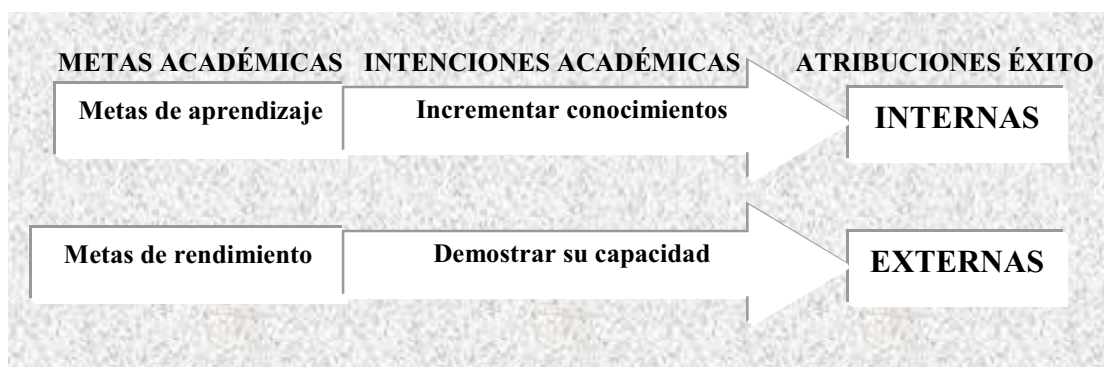 METAS ACADÉMICAS INTENCIONES ACADÉMICAS ATRIBUCIONES ÉXITO
Metas de aprendizaje Incrementar conocimientos INTERNAS
Metas de rendimiento Demostrar su capacidad EXTERNAS